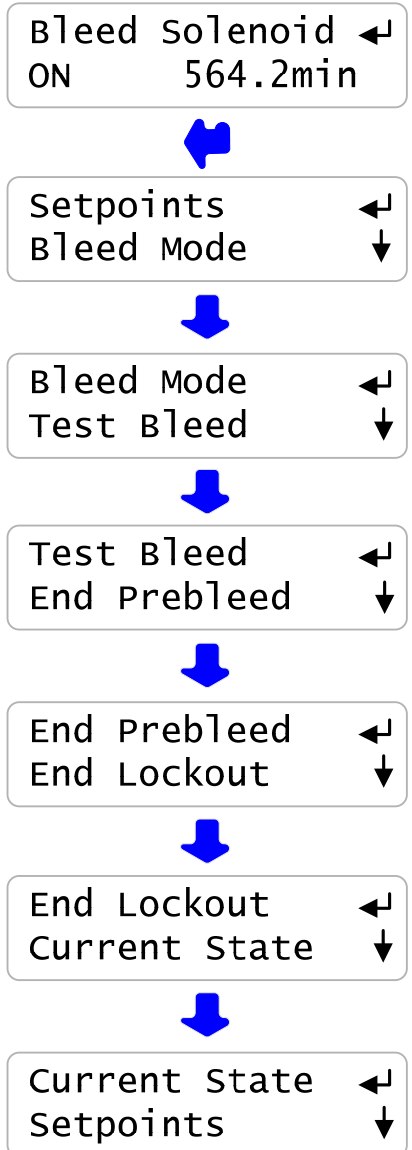 Bleed Solenoid
ON 564.2min
Setpoints
Bleed Mode
Bleed Mode
Test Bleed
Test Bleed
End Prebleed
End Prebleed
End Lockout
End Lockout
Current State
Current State
Setpoints